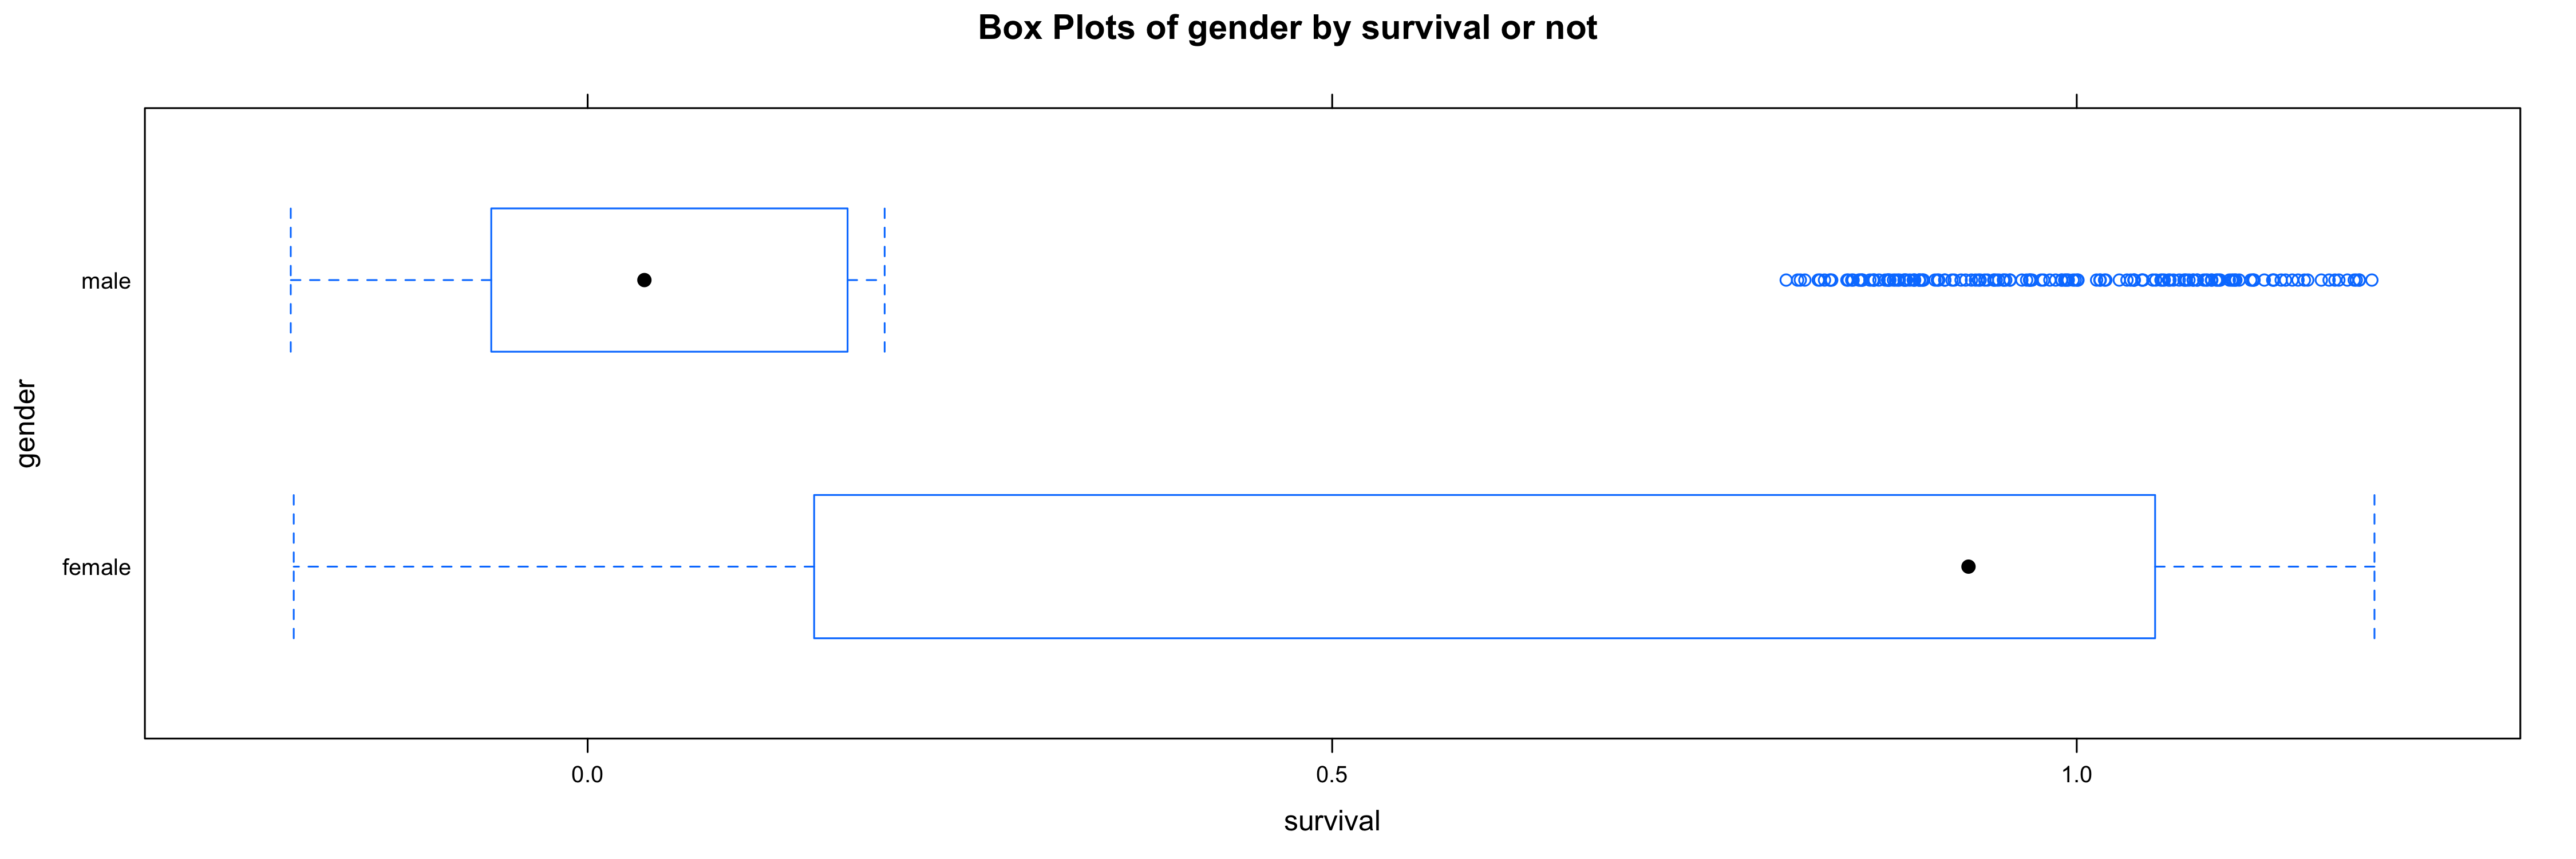 Box Plots of gender by survival or not
male
gender
female
0.0 0.5 1.0
survival